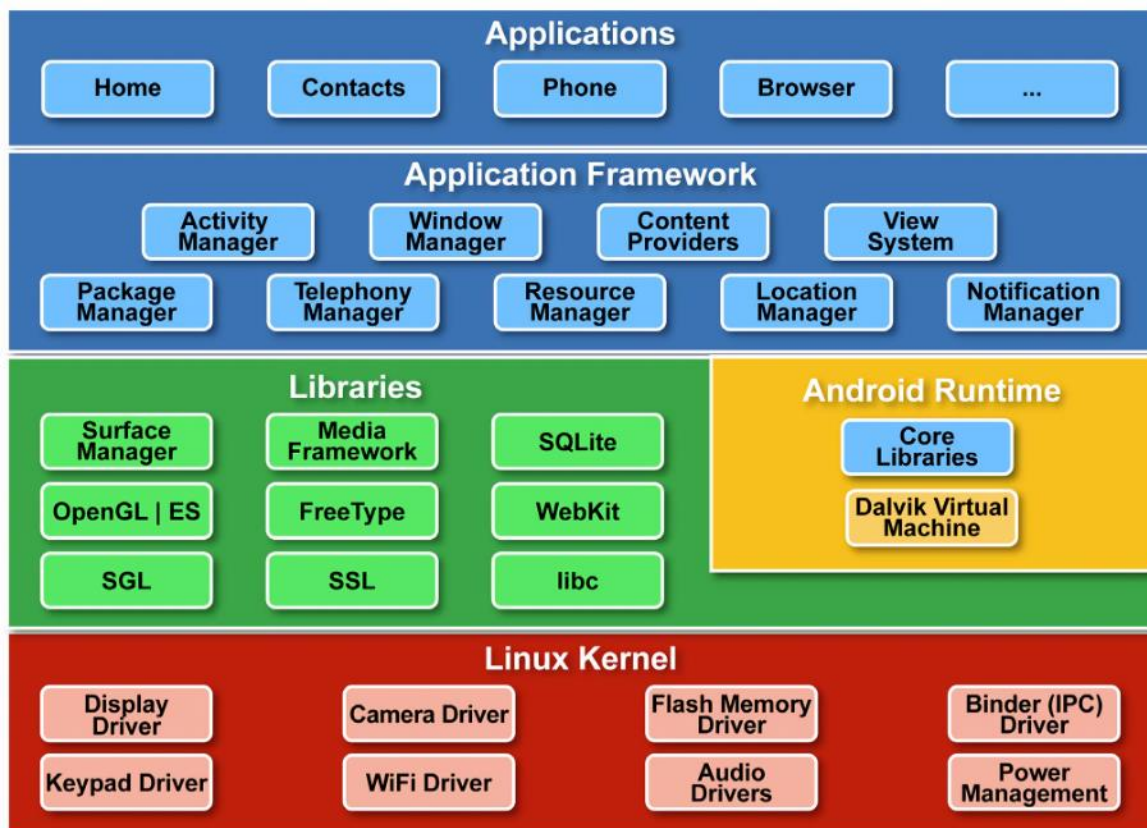 Applications
Home
Contacts
Phone
Browser
...
Application Framework
Activity
Manager
Window
Manager
Content
Providers
View
System
Package
Manager
Telephony
Manager
Resource
Manager
Location
Manager
Notification
Manager
Libraries
Surface
Manager
Media
Framework
SQLite
OpenGL | ES
FreeType
WebKit
SGL
SSL
libc
Android Runtime
Core
Libraries
Dalvik Virtual
Machine
Linux Kernel
Display
Driver
Camera Driver
Flash Memory
Driver
Binder (IPC)
Driver
Keypad Driver
WiFi Driver
Audio
Drivers
Power
Management